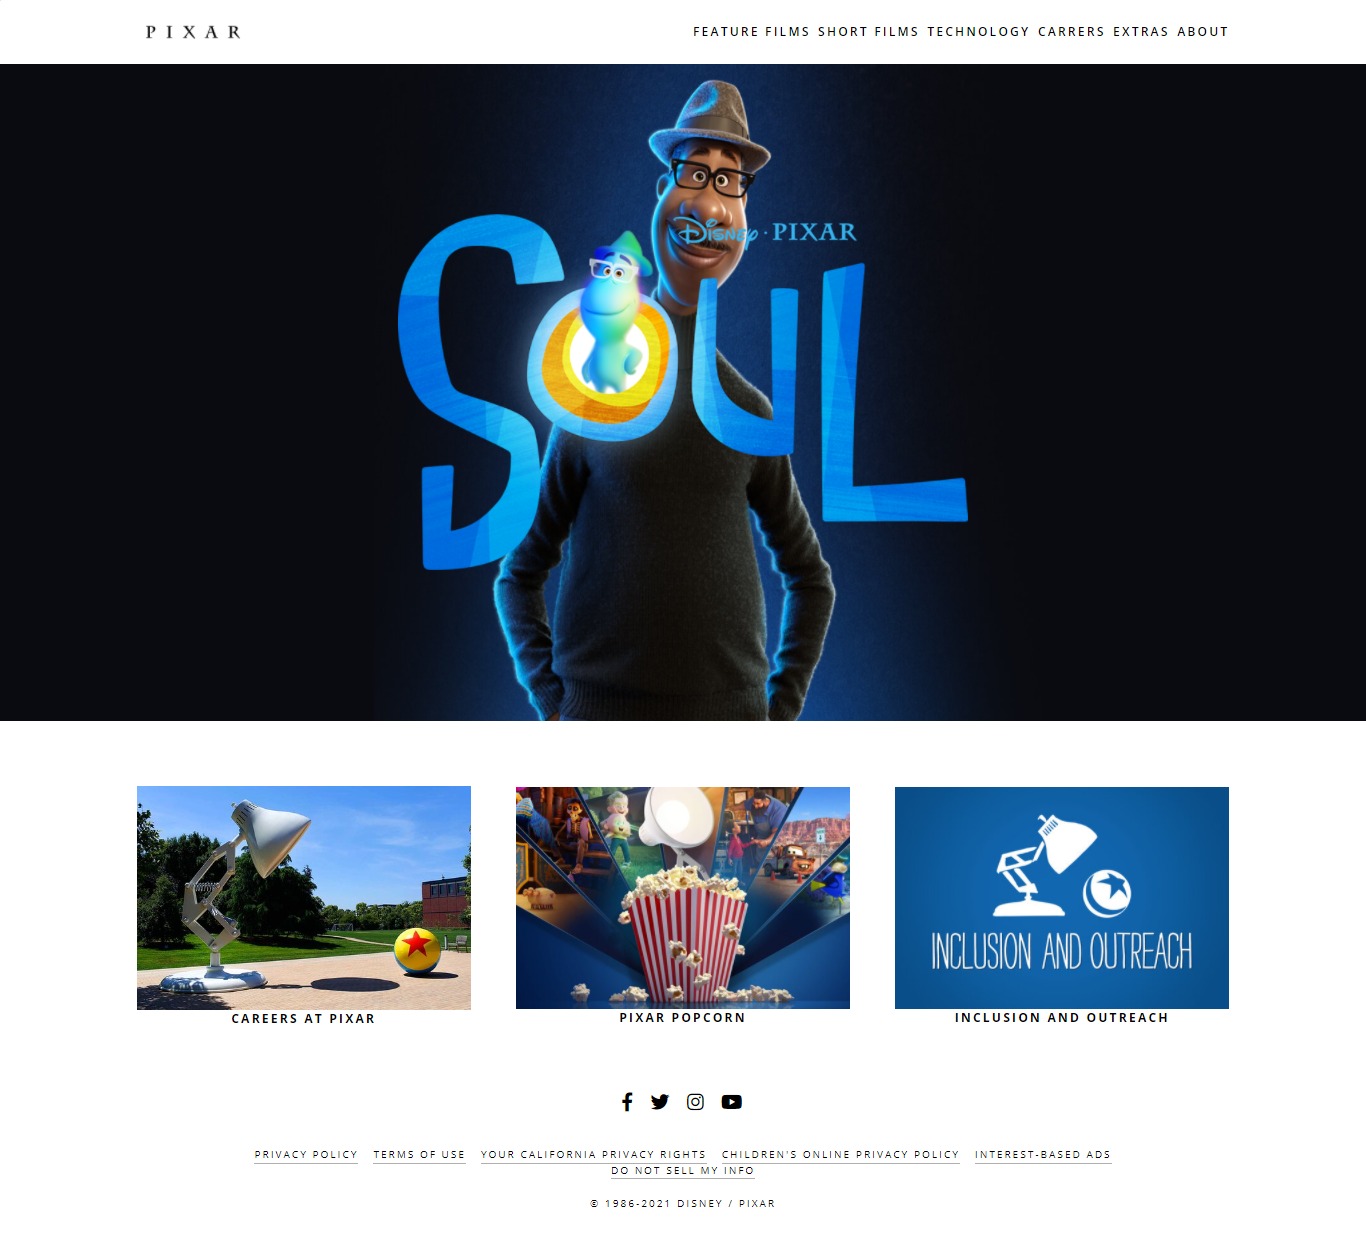 PIXAR
FEATURE FILMS SHORT FILMS TECHNOLOGY CARRERS EXTRAS ABOUT
Disney · PIXAR
SOUL
INCLUSION AND OUTREACH
CAREERS AT PIXAR
PIXAR POPCORN
INCLUSION AND OUTREACH
PRIVACY POLICY TERMS OF USE YOUR CALIFORNIA PRIVACY RIGHTS CHILDREN'S ONLINE PRIVACY POLICY INTEREST-BASED ADS
DO NOT SELL MY INFO
© 1986-2021 DISNEY / PIXAR